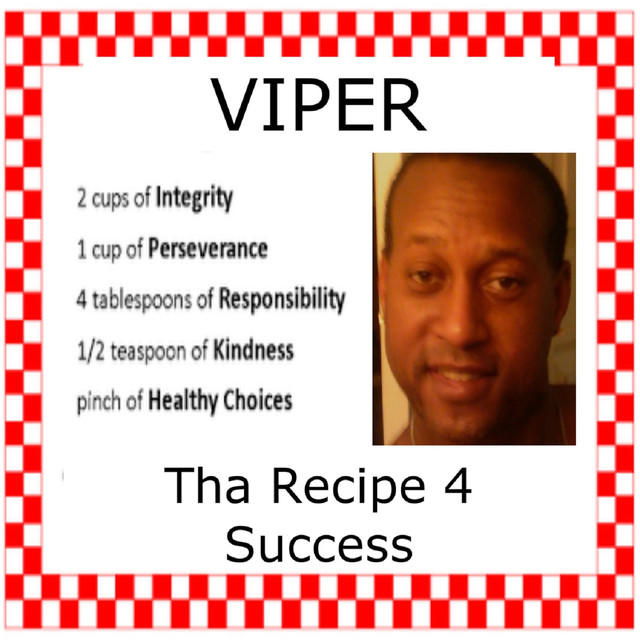 VIPER
2 cups of Integrity
1 cup of Perseverance
4 tablespoons of Responsibility
1/2 teaspoon of Kindness
pinch of Healthy Choices
Tha Recipe 4
Success